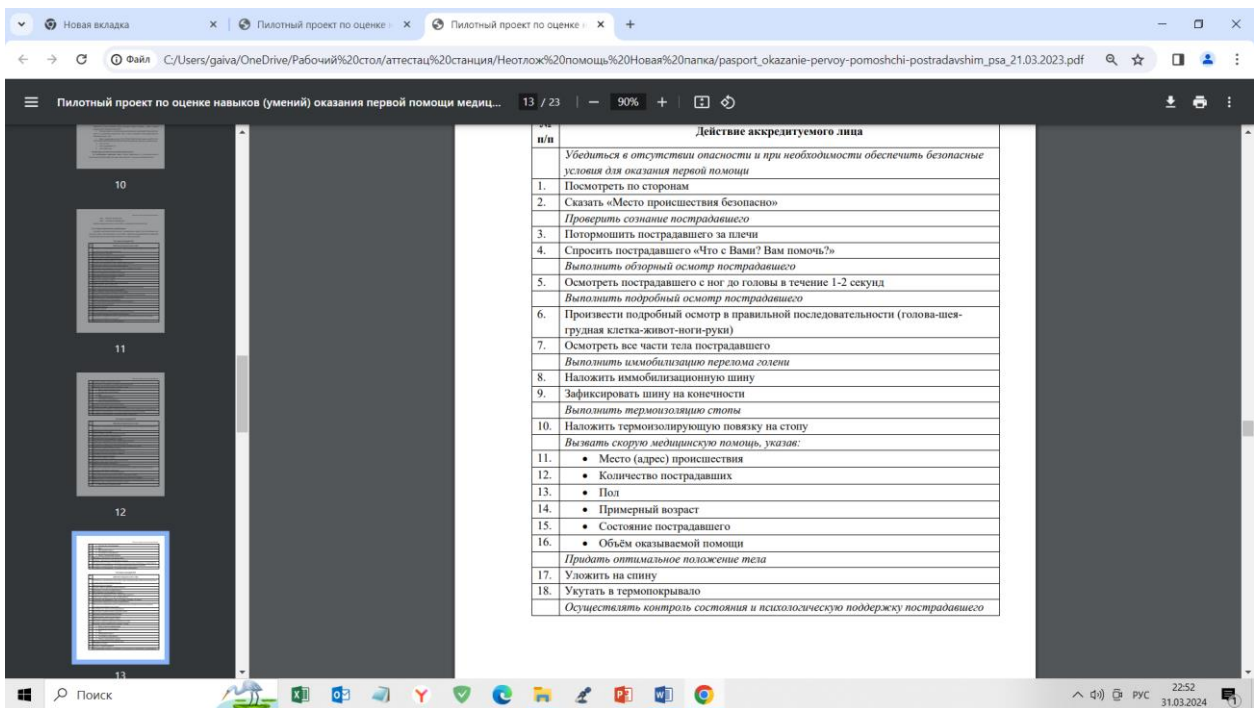 Новая вкладка
Пилотный проект по оценке
Пилотный проект по оценке
Файл
C:/Users/gaiva/OneDrive/Рабочий%20стол/аттестац%20станция/Неотлож%20помощь%20Новая%20папка/pasport_okazanie-pervoy-pomoshchi-postradavshim_psa_21.03.2023.pdf
Пилотный проект по оценке навыков (умений) оказания первой помощи медиц...
13 / 23
90%
10
11
12
13
п/п
Действие аккредитуемого лица
Убедиться в отсутствии опасности и при необходимости обеспечить безопасные
условия для оказания первой помощи
1. Посмотреть по сторонам
2. Сказать «Место происшествия безопасно»
Проверить сознание пострадавшего
3. Потормошить пострадавшего за плечи
4. Спросить пострадавшего «Что с Вами? Вам помочь?»
Выполнить обзорный осмотр пострадавшего
5. Осмотреть пострадавшего с ног до головы в течение 1-2 секунд
Выполнить подробный осмотр пострадавшего
6. Произвести подробный осмотр в правильной последовательности (голова-шея-
грудная клетка-живот-ноги-руки)
7. Осмотреть все части тела пострадавшего
Выполнить иммобилизацию перелома голени
8. Наложить иммобилизационную шину
9. Зафиксировать шину на конечности
Выполнить термоизоляцию стопы
10. Наложить термоизолирующую повязку на стопу
Вызвать скорую медицинскую помощь, указав:
11. • Место (адрес) происшествия
12. • Количество пострадавших
13. • Пол
14. • Примерный возраст
15. • Состояние пострадавшего
16. • Объём оказываемой помощи
Придать оптимальное положение тела
17. Уложить на спину
18. Укутать в термопокрывало
Осуществлять контроль состояния и психологическую поддержку пострадавшего
Поиск
РУС
22:52
31.03.2024